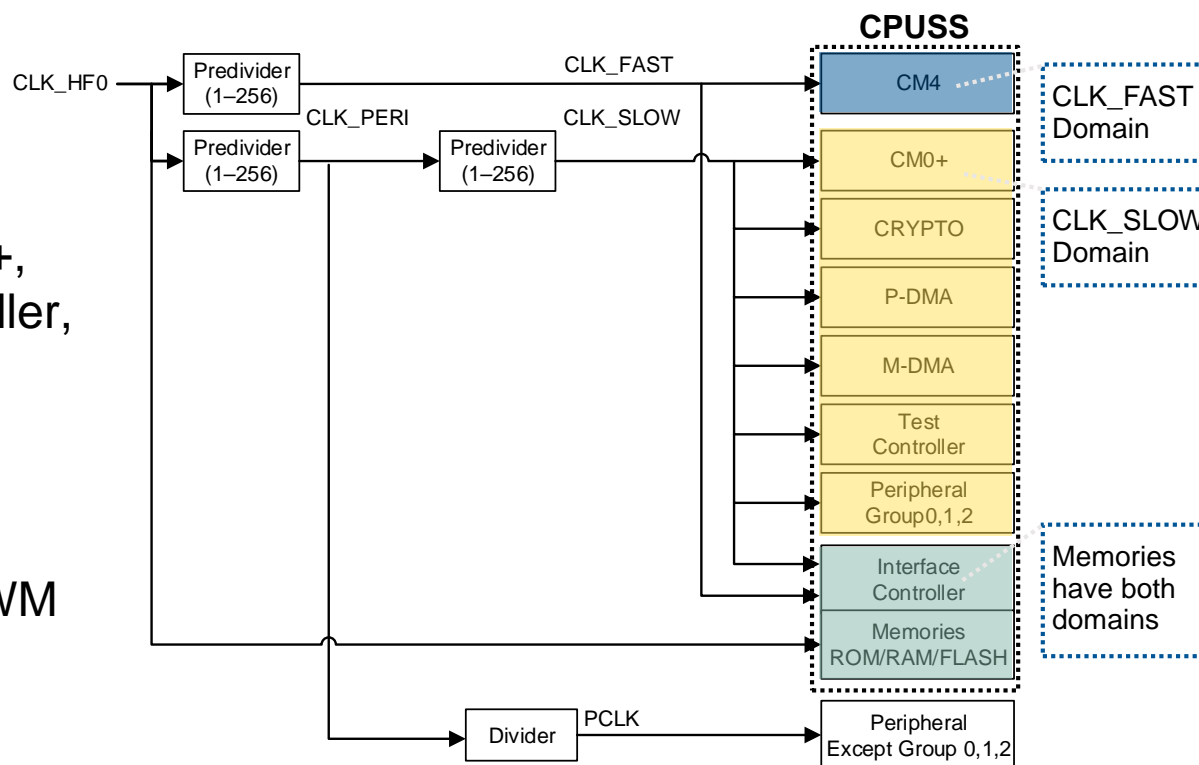 CPUSS
CLK_HF0
Predivider
(1–256)
CLK_FAST
CM4
CLK_FAST
Domain
Predivider
(1–256)
CLK_PERI
Predivider
(1–256)
CLK_SLOW
CM0+
CLK_SLOW
Domain
CRYPTO
+,
ller,
P-DMA
M-DMA
Test
Controller
Peripheral
Group0,1,2
Interface
Controller
Memories
ROM/RAM/FLASH
Memories
have both
domains
WM
Divider
PCLK
Peripheral
Except Group 0,1,2